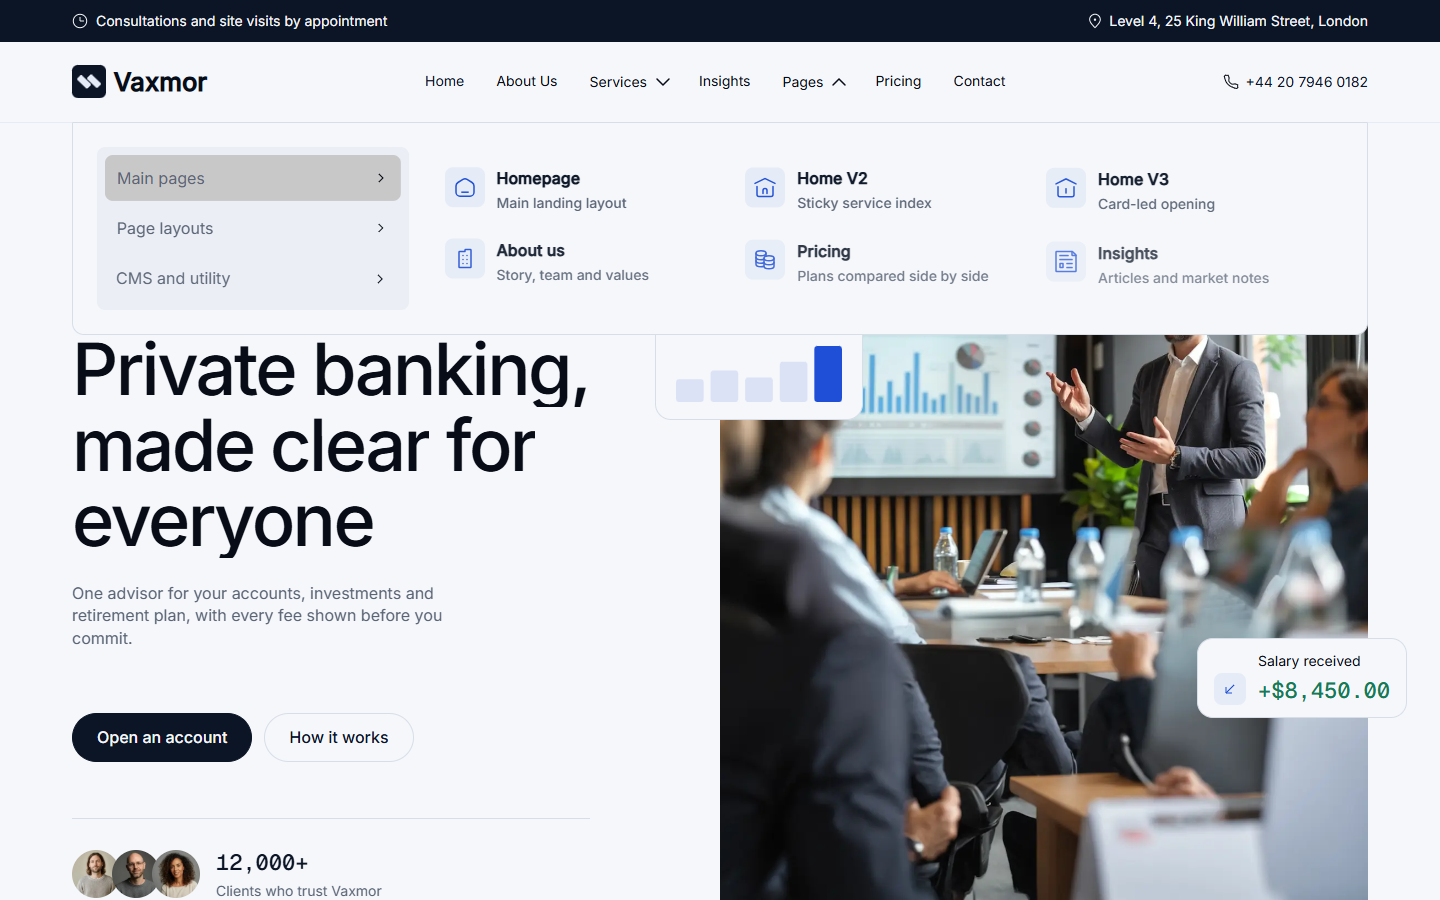 Consultations and site visits by appointment
Level 4, 25 King William Street, London
Vaxmor
Home
About Us
Services
Insights
Pages
Pricing
Contact
+44 20 7946 0182
Main pages
Page layouts
CMS and utility
Homepage
Main landing layout
Home V2
Sticky service index
Home V3
Card-led opening
About us
Story, team and values
Pricing
Plans compared side by side
Insights
Articles and market notes
Private banking,
made clear for
everyone
One advisor for your accounts, investments and
retirement plan, with every fee shown before you
commit.
Open an account
How it works
12,000+
Clients who trust Vaxmor
Salary received
+$8,450.00